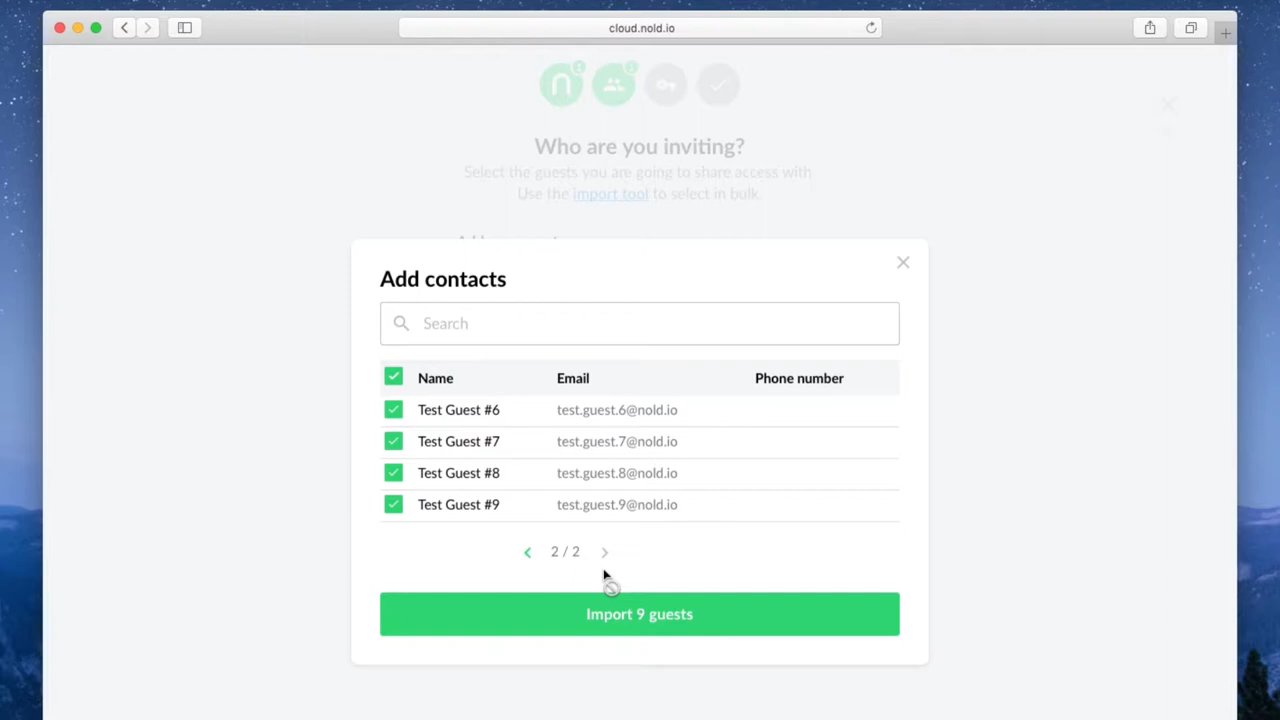 cloud.nold.io
Who are you inviting?
Select the guests you are going to share access with
Use the import tool to select in bulk.
Add contacts
Search
Name Email Phone number
Test Guest #6 test.guest.6@nold.io
Test Guest #7 test.guest.7@nold.io
Test Guest #8 test.guest.8@nold.io
Test Guest #9 test.guest.9@nold.io
2 / 2
Import 9 guests